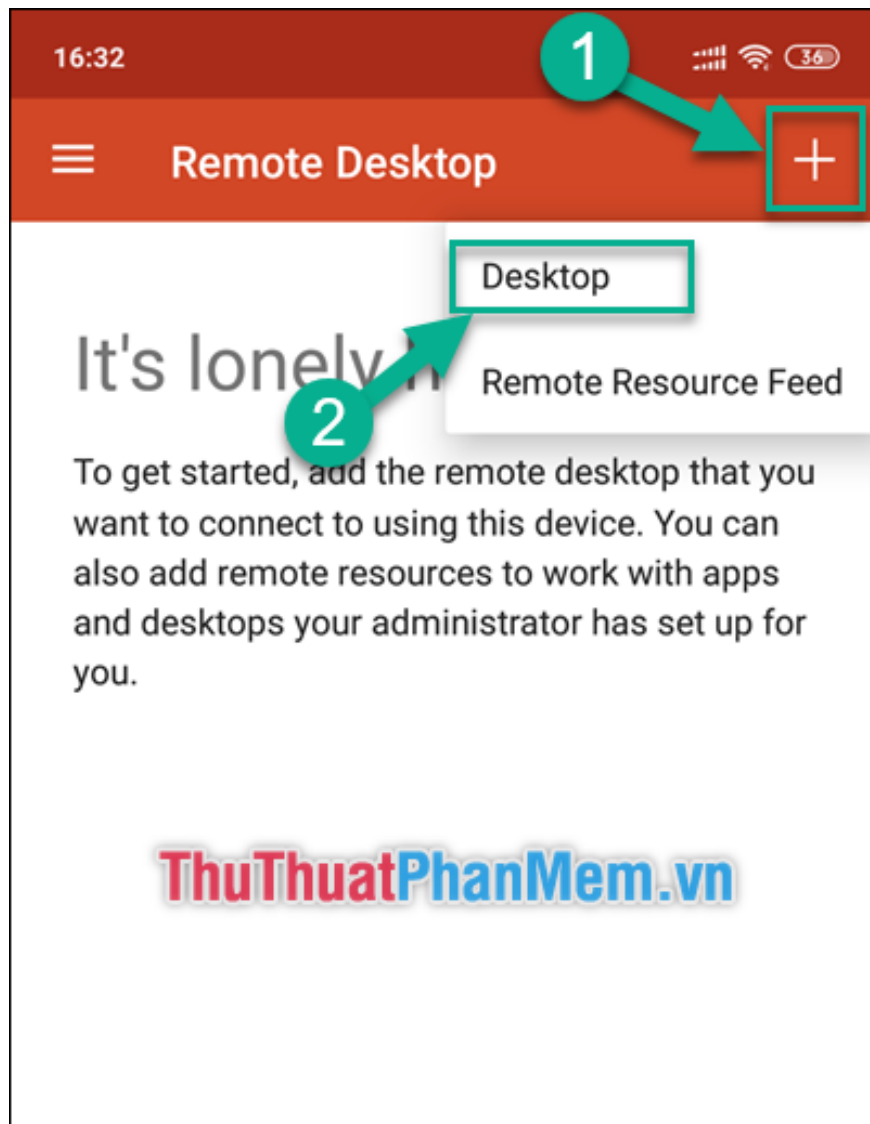 16:32
36
1
Remote Desktop
Desktop
It's lonely
Remote Resource Feed
2
To get started, add the remote desktop that you
want to connect to using this device. You can
also add remote resources to work with apps
and desktops your administrator has set up for
you.
ThuThuatPhanMem.vn